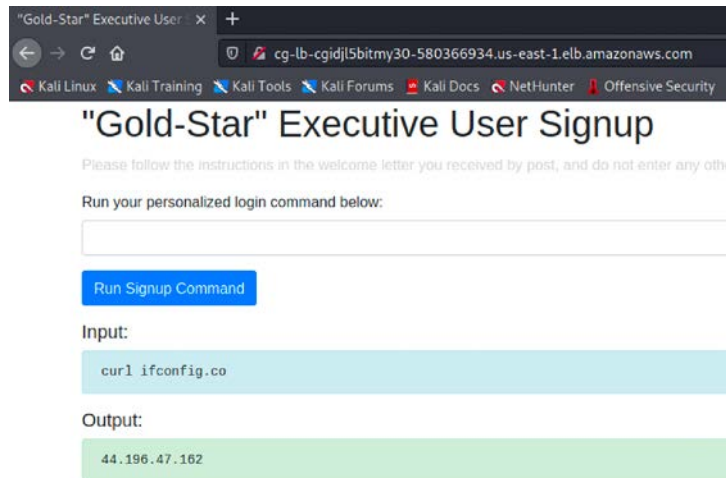 "Gold-Star" Executive User S
cg-lb-cgidjl5bitmy30-580366934.us-east-1.elb.amazonaws.com
Kali Linux Kali Training Kali Tools Kali Forums Kali Docs NetHunter Offensive Security
"Gold-Star" Executive User Signup
Please follow the instructions in the welcome letter you received by post, and do not enter any oth
Run your personalized login command below:
Run Signup Command
Input:
curl ifconfig.co
Output:
44.196.47.162